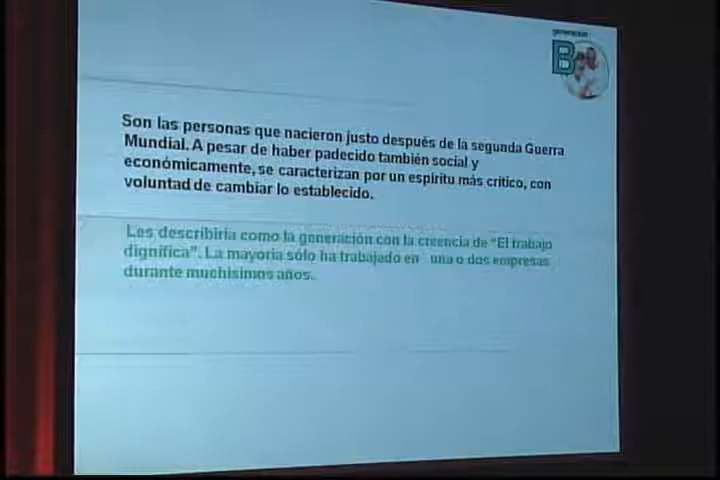 generación
B
Son las personas que nacieron justo después de la segunda Guerra
Mundial. A pesar de haber padecido también social y
económicamente, se caracterizan por un espíritu más crítico, con
voluntad de cambiar lo establecido.
Les describiría como la generación con la creencia de “El trabajo
dignifica”. La mayoría sólo ha trabajado en una o dos empresas
durante muchísimos años.